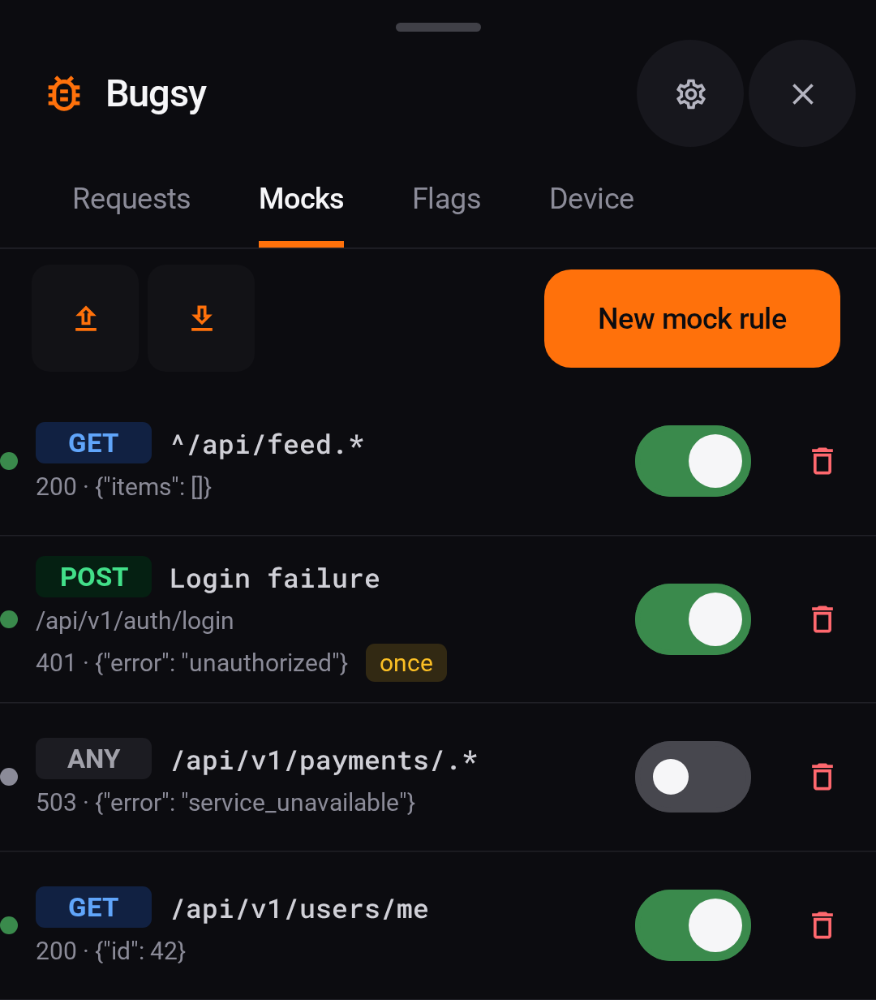 Bugsy
Requests Mocks Flags Device
New mock rule
GET ^/api/feed.*
200 · {"items": []}
POST Login failure
/api/v1/auth/login
401 · {"error": "unauthorized"} once
ANY /api/v1/payments/.*
503 · {"error": "service_unavailable"}
GET /api/v1/users/me
200 · {"id": 42}